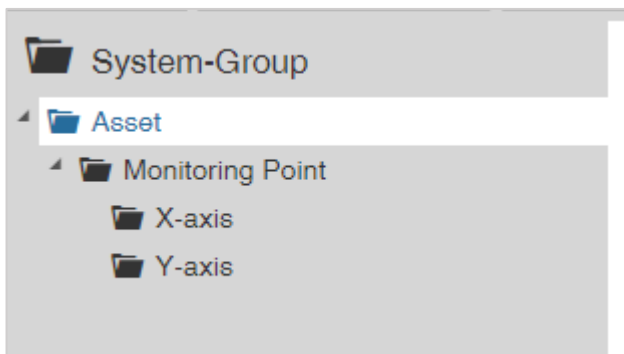 System-Group
Asset
Monitoring Point
X-axis
Y-axis